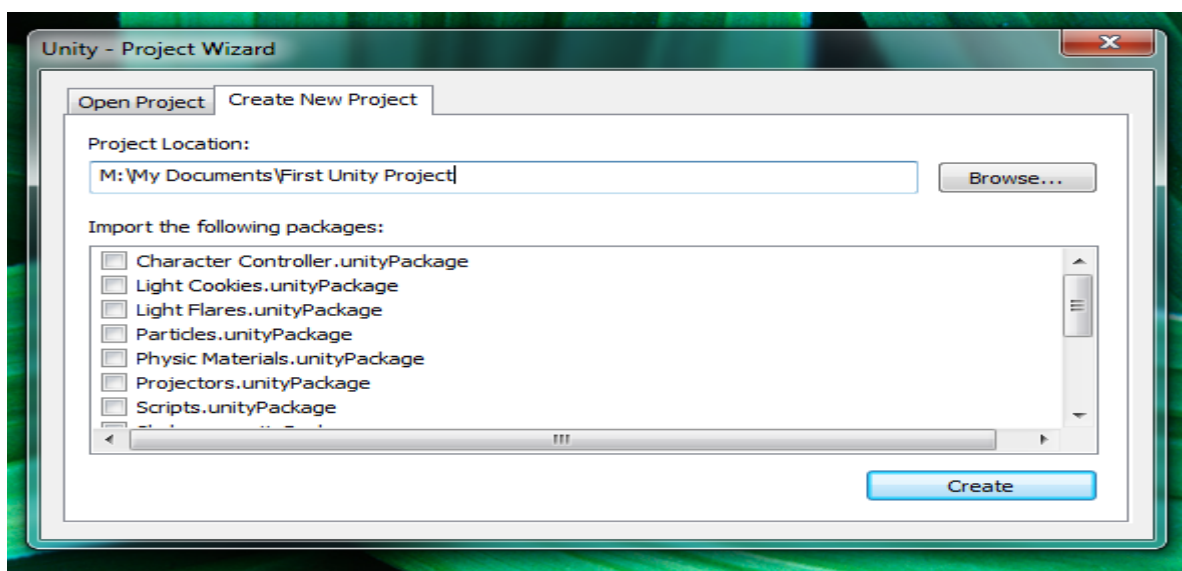 Unity - Project Wizard
Open Project
Create New Project
Project Location:
M:\My Documents\First Unity Project
Browse...
Import the following packages:
Character Controller.unityPackage
Light Cookies.unityPackage
Light Flares.unityPackage
Particles.unityPackage
Physic Materials.unityPackage
Projectors.unityPackage
Scripts.unityPackage
Create